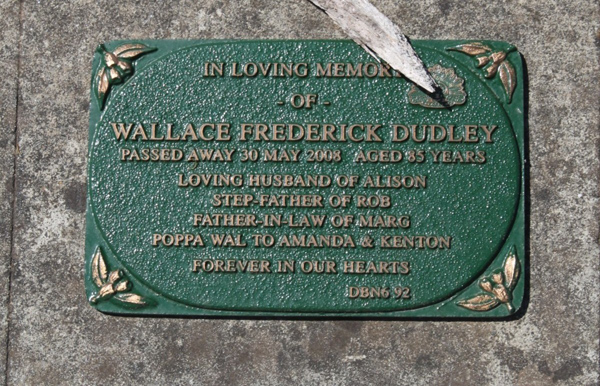 IN LOVING MEMORY
- OF -
WALLACE FREDERICK DUDLEY
PASSED AWAY 30 MAY 2008 AGED 85 YEARS
LOVING HUSBAND OF ALISON
STEP-FATHER OF ROB
FATHER-IN-LAW OF MARG
POPPA WAL TO AMANDA & KENTON
FOREVER IN OUR HEARTS
DBN6 92